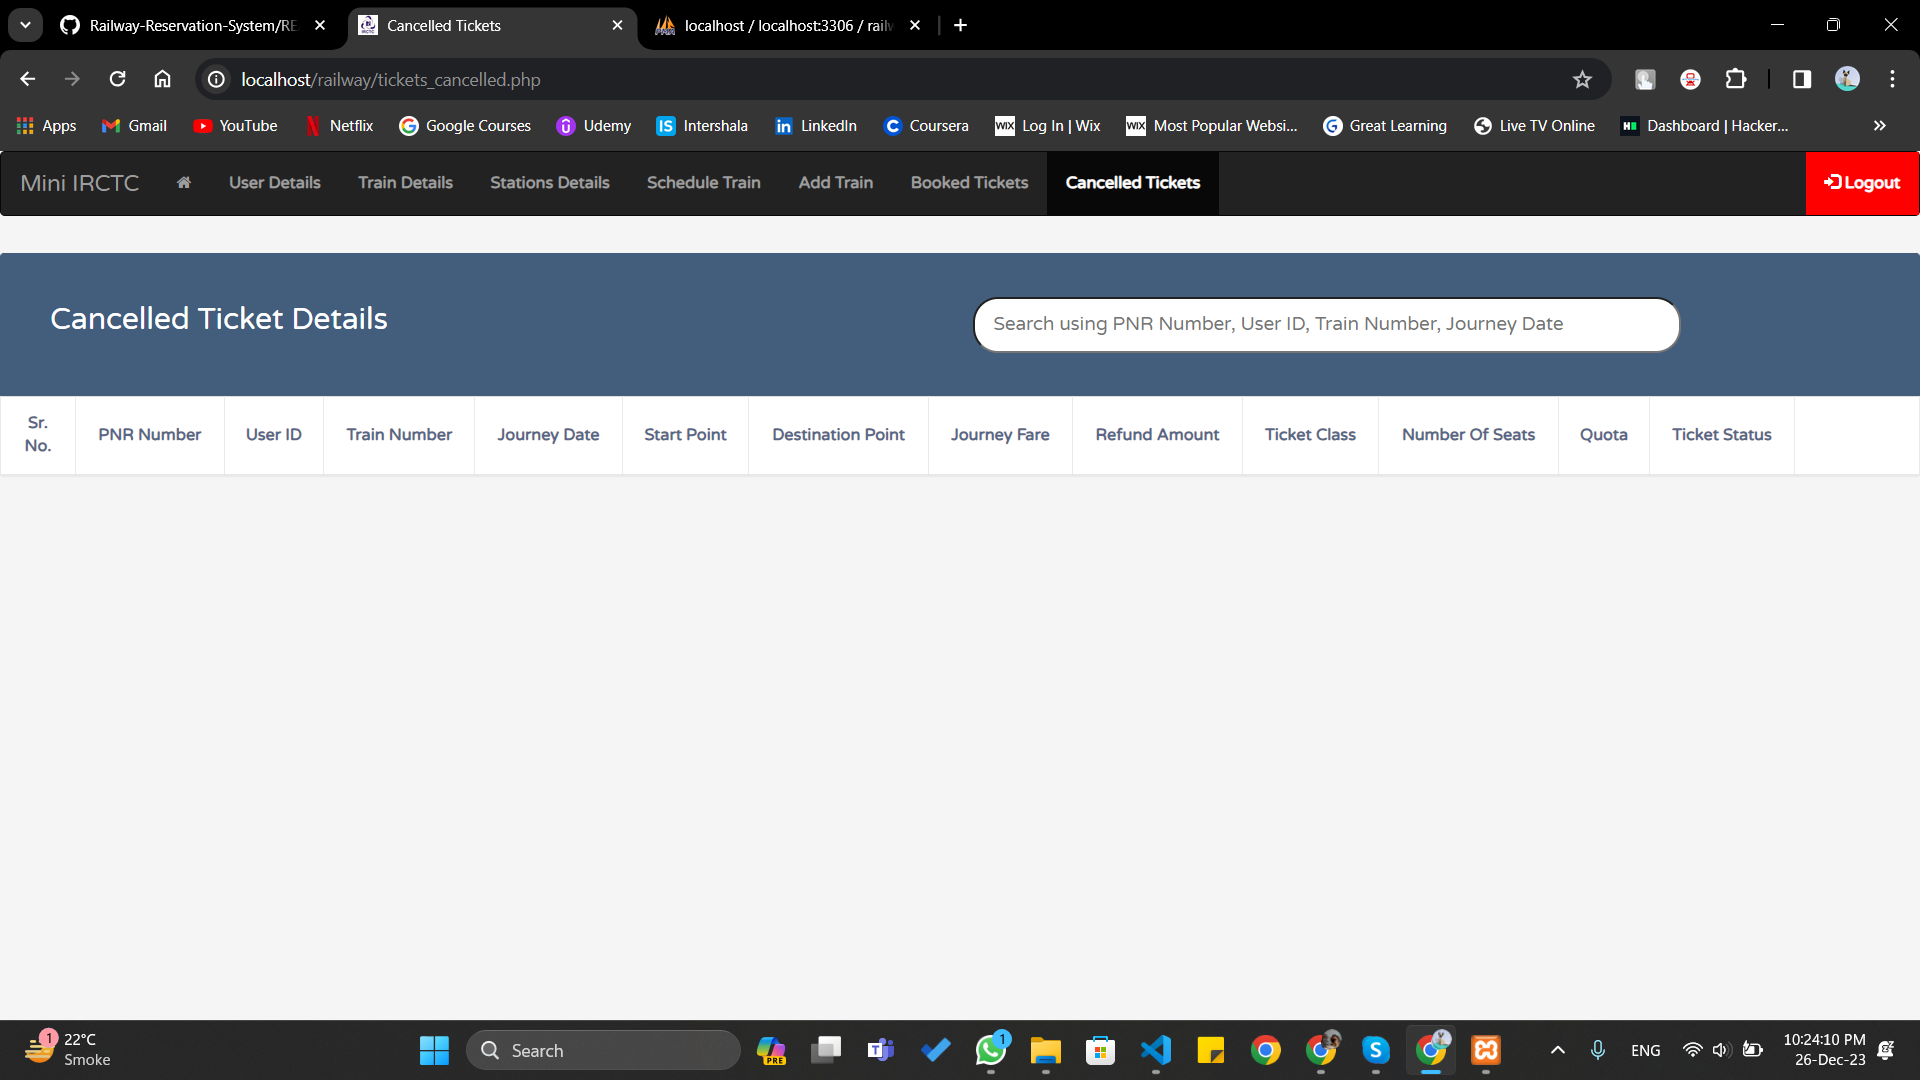 Railway-Reservation-System/RE
Cancelled Tickets
localhost / localhost:3306 / railw
localhost/railway/tickets_cancelled.php
Apps
Gmail
YouTube
Netflix
Google Courses
Udemy
IS Intershala
in LinkedIn
Coursera
WIX Log In | Wix
WIX Most Popular Websi...
Great Learning
Live TV Online
Dashboard | Hacker...
Mini IRCTC
User Details
Train Details
Stations Details
Schedule Train
Add Train
Booked Tickets
Cancelled Tickets
Logout
Cancelled Ticket Details
Search using PNR Number, User ID, Train Number, Journey Date
Sr.
No.
PNR Number
User ID
Train Number
Journey Date
Start Point
Destination Point
Journey Fare
Refund Amount
Ticket Class
Number Of Seats
Quota
Ticket Status
1
22°C
Smoke
Search
PRE
1
ENG
10:24:10 PM
26-Dec-23